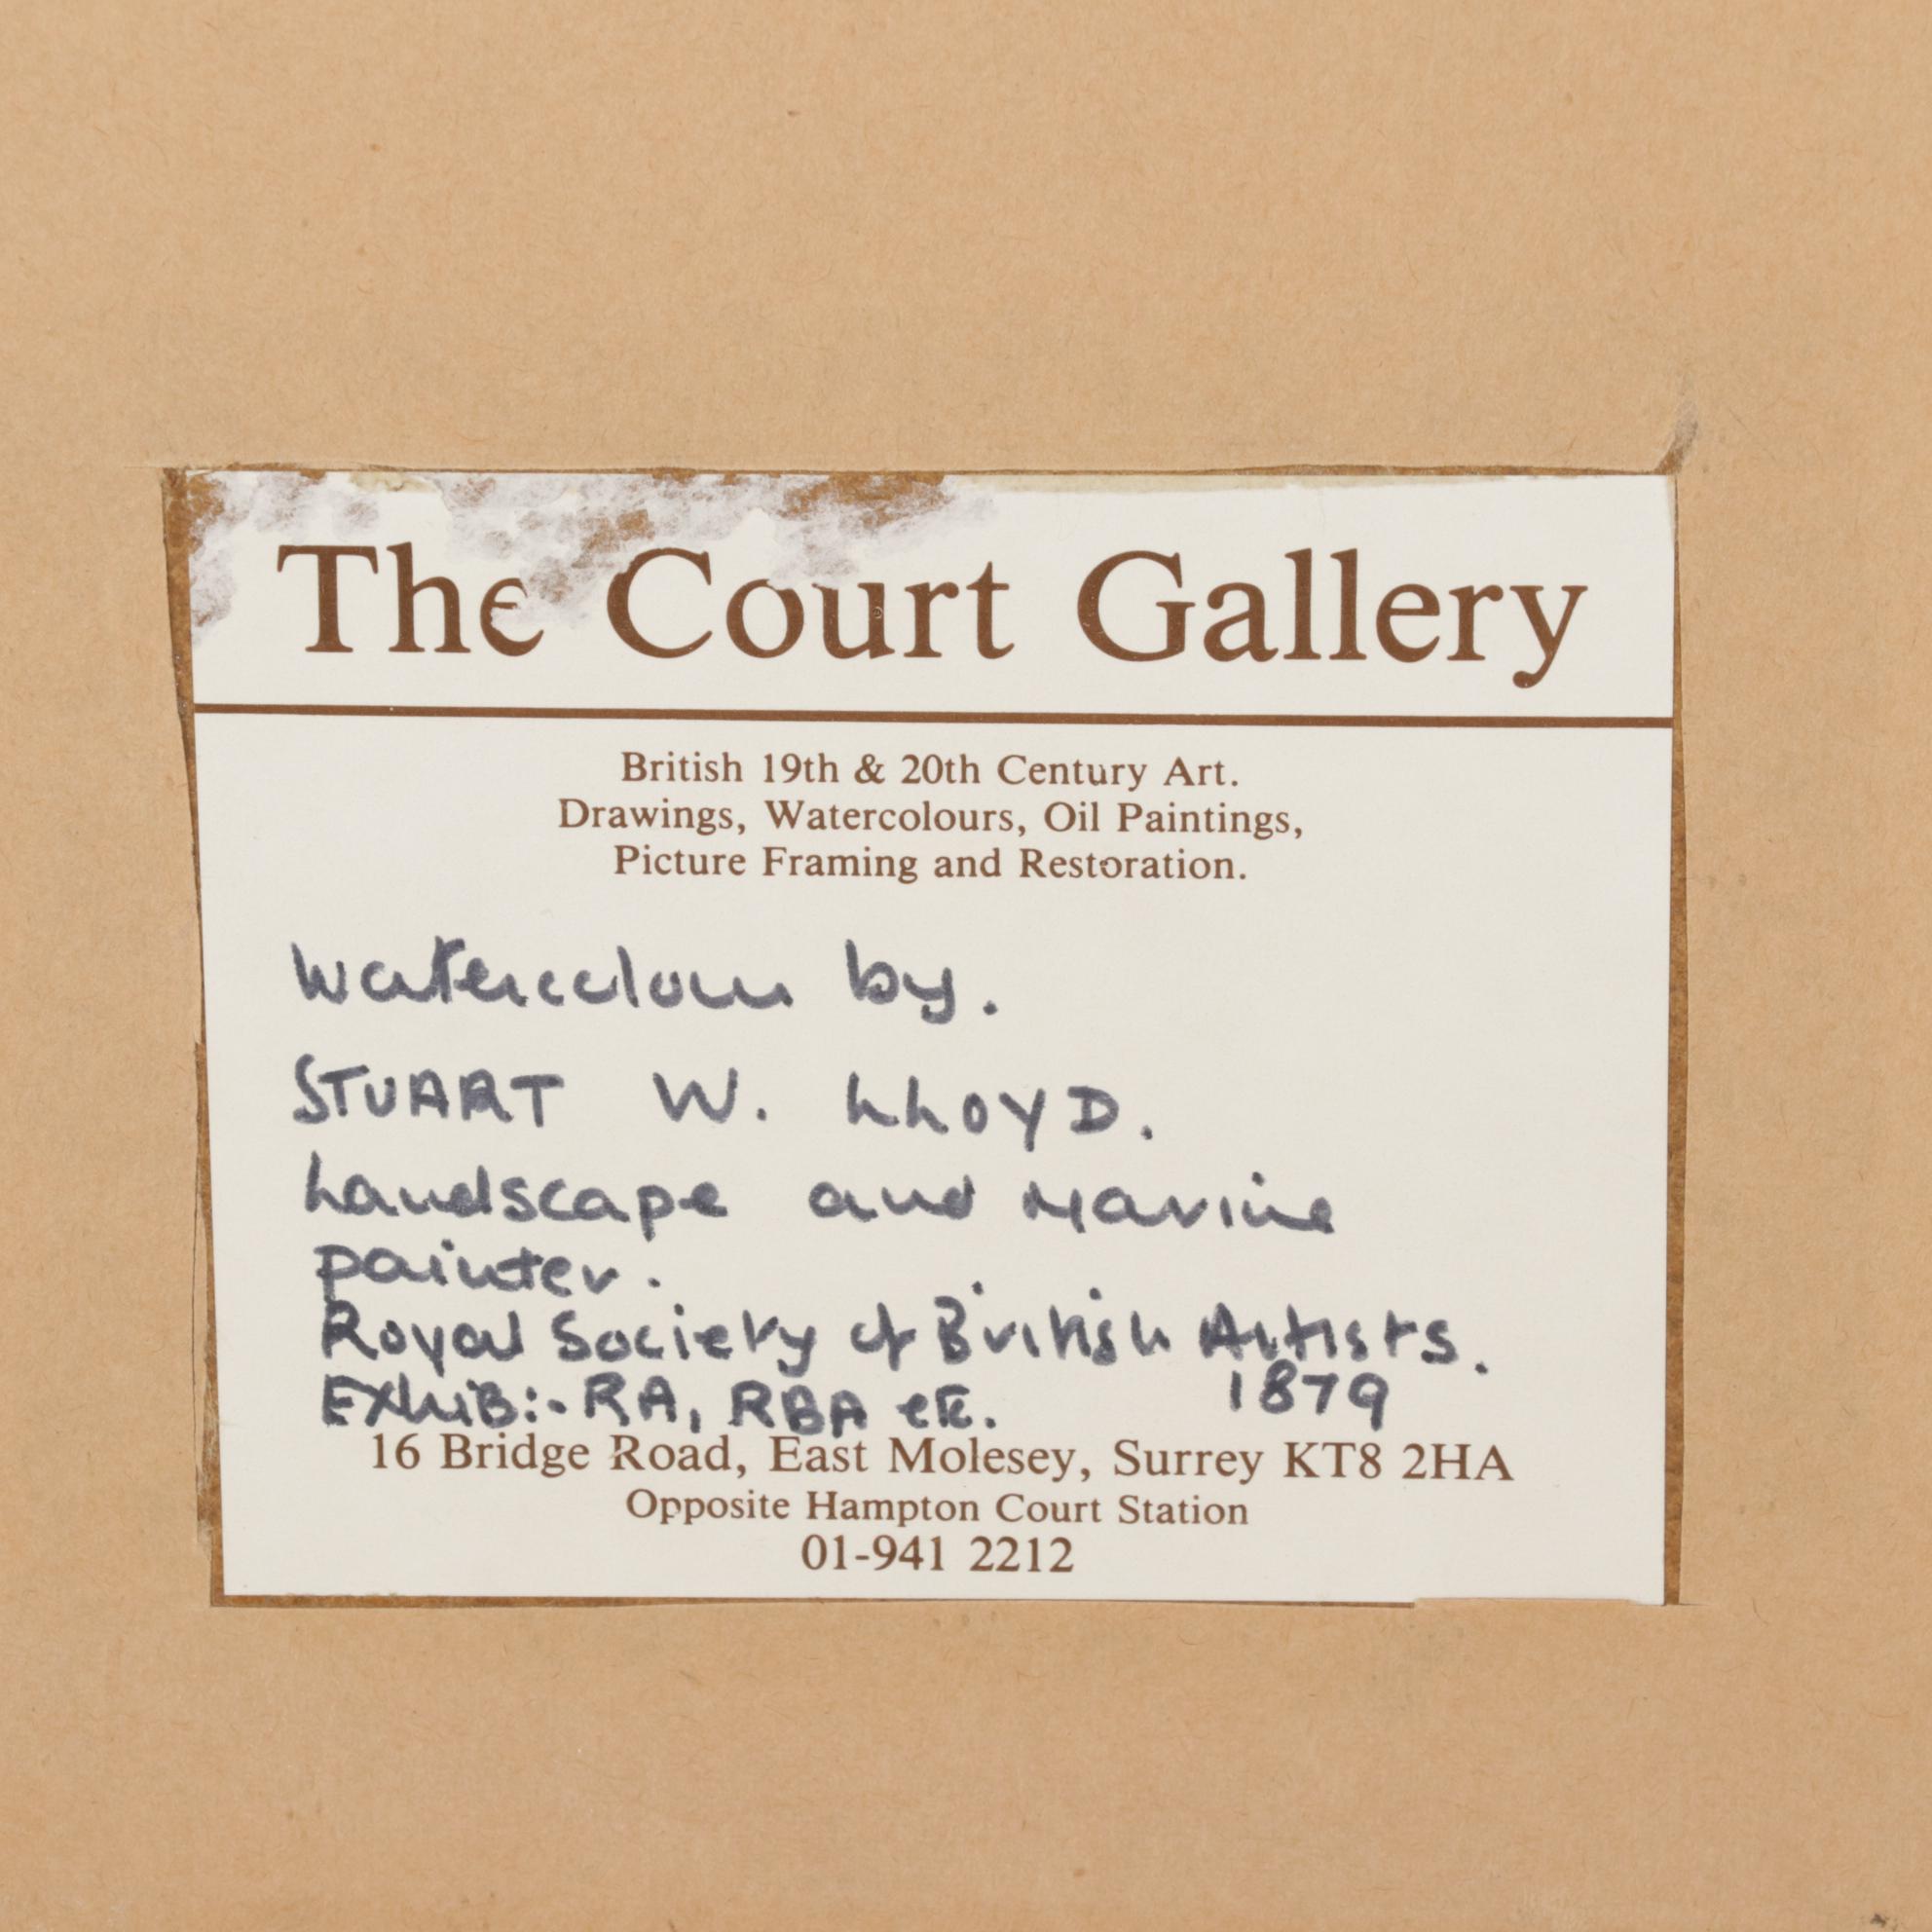 The Court Gallery
British 19th & 20th Century Art.
Drawings, Watercolours, Oil Paintings,
Picture Framing and Restoration.
Watercolour by.
STUART W. LLOYD.
Landscape and Marine
painter.
Royal Society of British Artists.
EXhiB:- RA, RBA etc. 1879
16 Bridge Road, East Molesey, Surrey KT8 2HA
Opposite Hampton Court Station
01-941 2212